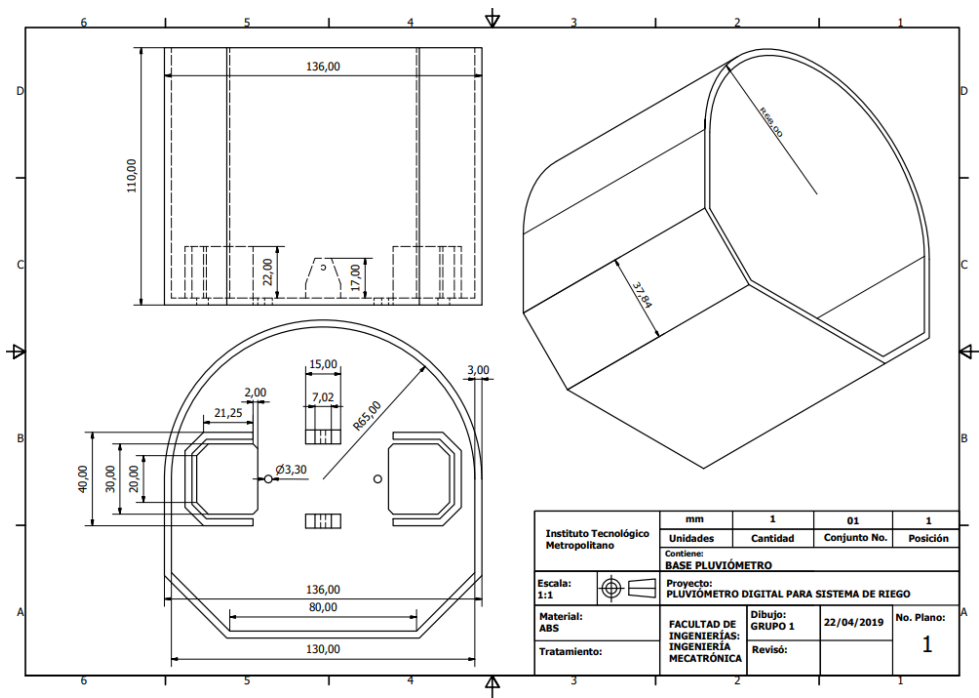 6 5 4 3 2 1
D D
C C
B B
A A
6 5 4 3 2 1
136,00
110,00
22,00
17,00
R68,00
37,84
15,00
3,00
2,00
7,02
R65,00
21,25
40,00
30,00
20,00
Ø3,30
136,00
80,00
130,00
Instituto Tecnológico
Metropolitano
mm 1 01 1
Unidades Cantidad Conjunto No. Posición
Contiene:
BASE PLUVIÓMETRO
Escala:
1:1
Proyecto:
PLUVIÓMETRO DIGITAL PARA SISTEMA DE RIEGO
Material:
ABS
Tratamiento:
FACULTAD DE
INGENIERÍAS:
INGENIERÍA
MECATRÓNICA
Dibujo:
GRUPO 1
22/04/2019
Revisó:
No. Plano:
1